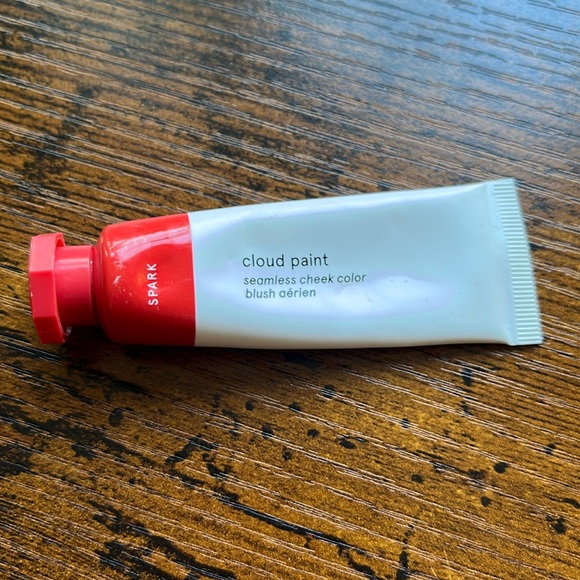 SPARK
cloud paint
seamless cheek color
blush aérien